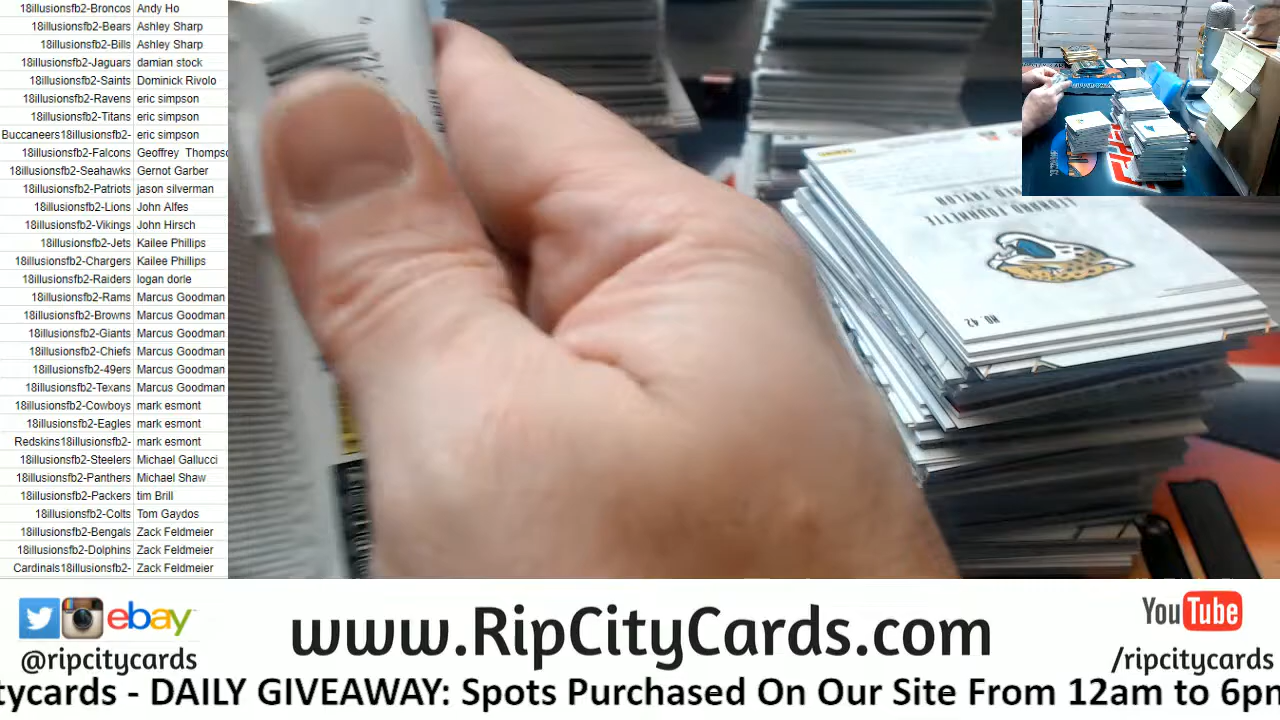 18illusionsfb2-Broncos Andy Ho
18illusionsfb2-Bears Ashley Sharp
18illusionsfb2-Bills Ashley Sharp
18illusionsfb2-Jaguars damian stock
18illusionsfb2-Saints Dominick Rivolo
18illusionsfb2-Ravens eric simpson
18illusionsfb2-Titans eric simpson
Buccaneers18illusionsfb2- eric simpson
18illusionsfb2-Falcons Geoffrey Thompso
18illusionsfb2-Seahawks Gernot Garber
18illusionsfb2-Patriots jason silverman
18illusionsfb2-Lions John Alfes
18illusionsfb2-Vikings John Hirsch
18illusionsfb2-Jets Kailee Phillips
18illusionsfb2-Chargers Kailee Phillips
18illusionsfb2-Raiders logan dorle
18illusionsfb2-Rams Marcus Goodman
18illusionsfb2-Browns Marcus Goodman
18illusionsfb2-Giants Marcus Goodman
18illusionsfb2-Chiefs Marcus Goodman
18illusionsfb2-49ers Marcus Goodman
18illusionsfb2-Texans Marcus Goodman
18illusionsfb2-Cowboys mark esmont
18illusionsfb2-Eagles mark esmont
Redskins18illusionsfb2- mark esmont
18illusionsfb2-Steelers Michael Gallucci
18illusionsfb2-Panthers Michael Shaw
18illusionsfb2-Packers tim Brill
18illusionsfb2-Colts Tom Gaydos
18illusionsfb2-Bengals Zack Feldmeier
18illusionsfb2-Dolphins Zack Feldmeier
Cardinals18illusionsfb2- Zack Feldmeier
LEONARD FOURNETTE
TAYLOR
NO. 42
ebay
@ripcitycards
www.RipCityCards.com
YouTube
/ripcitycards
tycards - DAILY GIVEAWAY: Spots Purchased On Our Site From 12am to 6pm